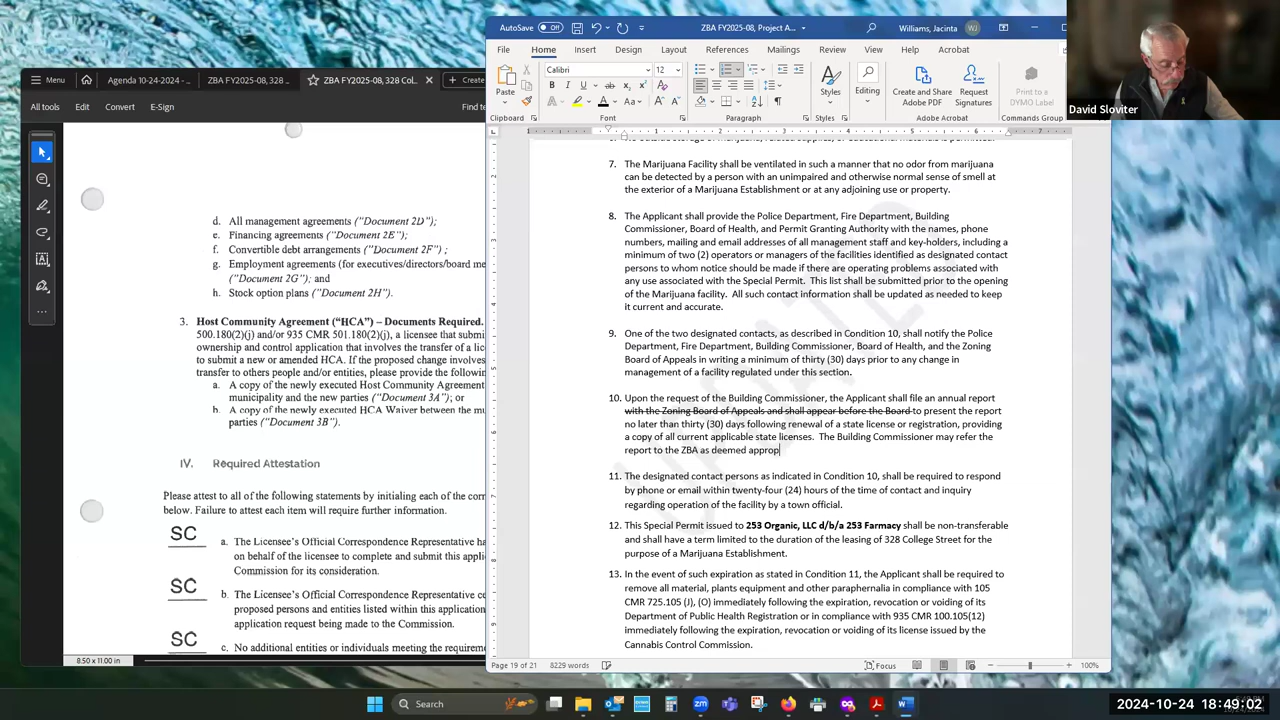 AutoSave Off
ZBA FY2025-08, Project A...
Williams, Jacinta WJ
File Home Insert Design Layout References Mailings Review View Help Acrobat
Calibri 12
Paste
Styles
Editing
Create and Share Adobe PDF
Request Signatures
Print to a DYMO Label
Clipboard Font Paragraph Styles Adobe Acrobat Commands Group
David Sloviter
Menu Agenda 10-24-2024 - ... ZBA FY2025-08, 328 ... ZBA FY2025-08, 328 Col... Create
All tools Edit Convert E-Sign Find te
d. All management agreements ("Document 2D");
e. Financing agreements ("Document 2E");
f. Convertible debt arrangements ("Document 2F") ;
g. Employment agreements (for executives/directors/board me
("Document 2G"); and
h. Stock option plans ("Document 2H").
3. Host Community Agreement ("HCA") – Documents Required.
500.180(2)(j) and/or 935 CMR 501.180(2)(j), a licensee that submi
ownership and control application that involves the transfer of a li
to submit a new or amended HCA. If the proposed change involves
transfer to others people and/or entities, please provide the followi
a. A copy of the newly executed Host Community Agreement
municipality and the new parties ("Document 3A"); or
b. A copy of the newly executed HCA Waiver between the mu
parties ("Document 3B").
IV. Required Attestation
Please attest to all of the following statements by initialing each of the corr
below. Failure to attest each item will require further information.
SC
a. The Licensee's Official Correspondence Representative ha
on behalf of the licensee to complete and submit this appli
Commission for its consideration.
SC
b. The Licensee's Official Correspondence Representative ce
proposed persons and entities listed within this application
application request being made to the Commission.
SC
c. No additional entities or individuals meeting the requireme
8.50 x 11.00 in
7. The Marijuana Facility shall be ventilated in such a manner that no odor from marijuana
can be detected by a person with an unimpaired and otherwise normal sense of smell at
the exterior of a Marijuana Establishment or at any adjoining use or property.
8. The Applicant shall provide the Police Department, Fire Department, Building
Commissioner, Board of Health, and Permit Granting Authority with the names, phone
numbers, mailing and email addresses of all management staff and key-holders, including a
minimum of two (2) operators or managers of the facilities identified as designated contact
persons to whom notice should be made if there are operating problems associated with
any use associated with the Special Permit. This list shall be submitted prior to the opening
of the Marijuana facility. All such contact information shall be updated as needed to keep
it current and accurate.
9. One of the two designated contacts, as described in Condition 10, shall notify the Police
Department, Fire Department, Building Commissioner, Board of Health, and the Zoning
Board of Appeals in writing a minimum of thirty (30) days prior to any change in
management of a facility regulated under this section.
10. Upon the request of the Building Commissioner, the Applicant shall file an annual report
with the Zoning Board of Appeals and shall appear before the Board to present the report
no later than thirty (30) days following renewal of a state license or registration, providing
a copy of all current applicable state licenses. The Building Commissioner may refer the
report to the ZBA as deemed approp
11. The designated contact persons as indicated in Condition 10, shall be required to respond
by phone or email within twenty-four (24) hours of the time of contact and inquiry
regarding operation of the facility by a town official.
12. This Special Permit issued to 253 Organic, LLC d/b/a 253 Farmacy shall be non-transferable
and shall have a term limited to the duration of the leasing of 328 College Street for the
purpose of a Marijuana Establishment.
13. In the event of such expiration as stated in Condition 11, the Applicant shall be required to
remove all material, plants equipment and other paraphernalia in compliance with 105
CMR 725.105 (J), (O) immediately following the expiration, revocation or voiding of its
Department of Public Health Registration or in compliance with 935 CMR 100.105(12)
immediately following the expiration, revocation or voiding of its license issued by the
Cannabis Control Commission.
Page 19 of 21 8229 words Focus 100%
Search
2024-10-24 18:49:02